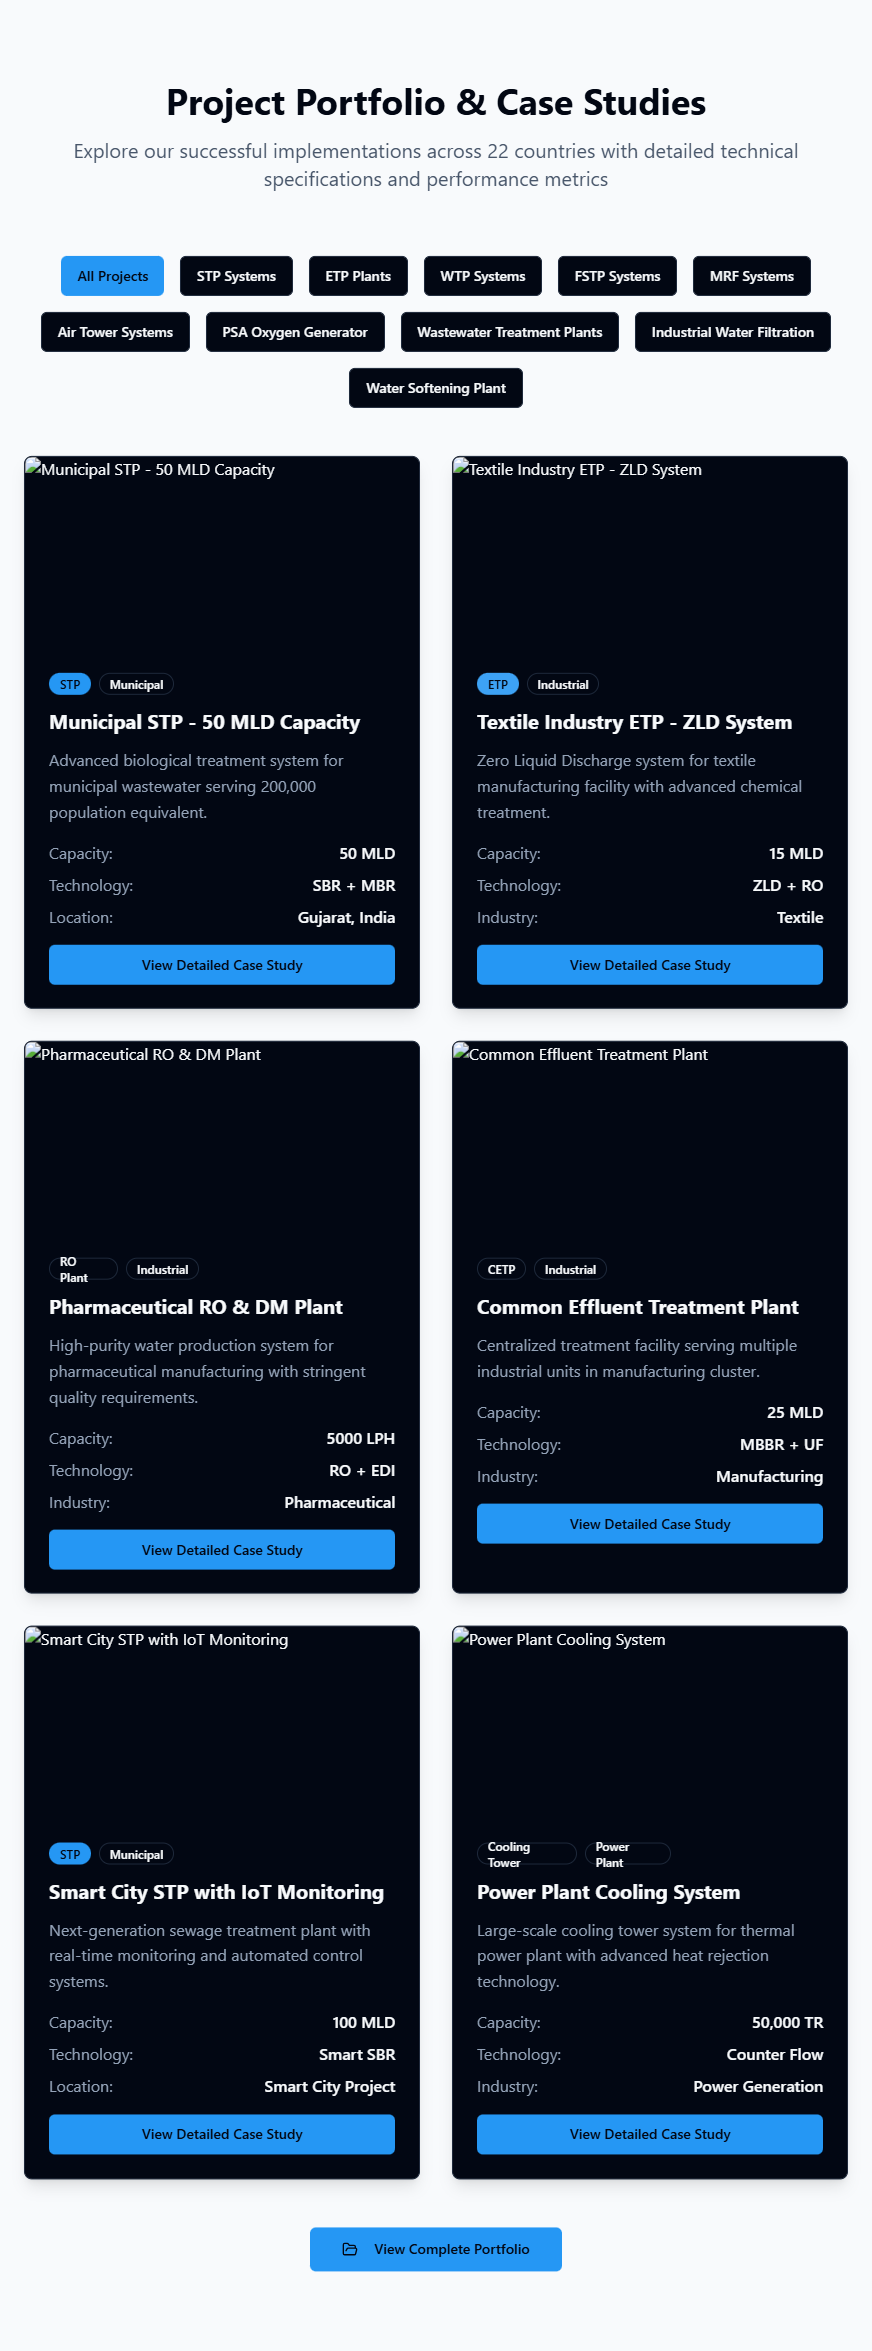 Project Portfolio & Case Studies
Explore our successful implementations across 22 countries with detailed technical
specifications and performance metrics
All Projects
STP Systems
ETP Plants
WTP Systems
FSTP Systems
MRF Systems
Air Tower Systems
PSA Oxygen Generator
Wastewater Treatment Plants
Industrial Water Filtration
Water Softening Plant
Municipal STP - 50 MLD Capacity
STP
Municipal
Municipal STP - 50 MLD Capacity
Advanced biological treatment system for
municipal wastewater serving 200,000
population equivalent.
Capacity: 50 MLD
Technology: SBR + MBR
Location: Gujarat, India
View Detailed Case Study
Textile Industry ETP - ZLD System
ETP
Industrial
Textile Industry ETP - ZLD System
Zero Liquid Discharge system for textile
manufacturing facility with advanced chemical
treatment.
Capacity: 15 MLD
Technology: ZLD + RO
Industry: Textile
View Detailed Case Study
Pharmaceutical RO & DM Plant
RO
Plant
Industrial
Pharmaceutical RO & DM Plant
High-purity water production system for
pharmaceutical manufacturing with stringent
quality requirements.
Capacity: 5000 LPH
Technology: RO + EDI
Industry: Pharmaceutical
View Detailed Case Study
Common Effluent Treatment Plant
CETP
Industrial
Common Effluent Treatment Plant
Centralized treatment facility serving multiple
industrial units in manufacturing cluster.
Capacity: 25 MLD
Technology: MBBR + UF
Industry: Manufacturing
View Detailed Case Study
Smart City STP with IoT Monitoring
STP
Municipal
Smart City STP with IoT Monitoring
Next-generation sewage treatment plant with
real-time monitoring and automated control
systems.
Capacity: 100 MLD
Technology: Smart SBR
Location: Smart City Project
View Detailed Case Study
Power Plant Cooling System
Cooling
Tower
Power
Plant
Power Plant Cooling System
Large-scale cooling tower system for thermal
power plant with advanced heat rejection
technology.
Capacity: 50,000 TR
Technology: Counter Flow
Industry: Power Generation
View Detailed Case Study
View Complete Portfolio